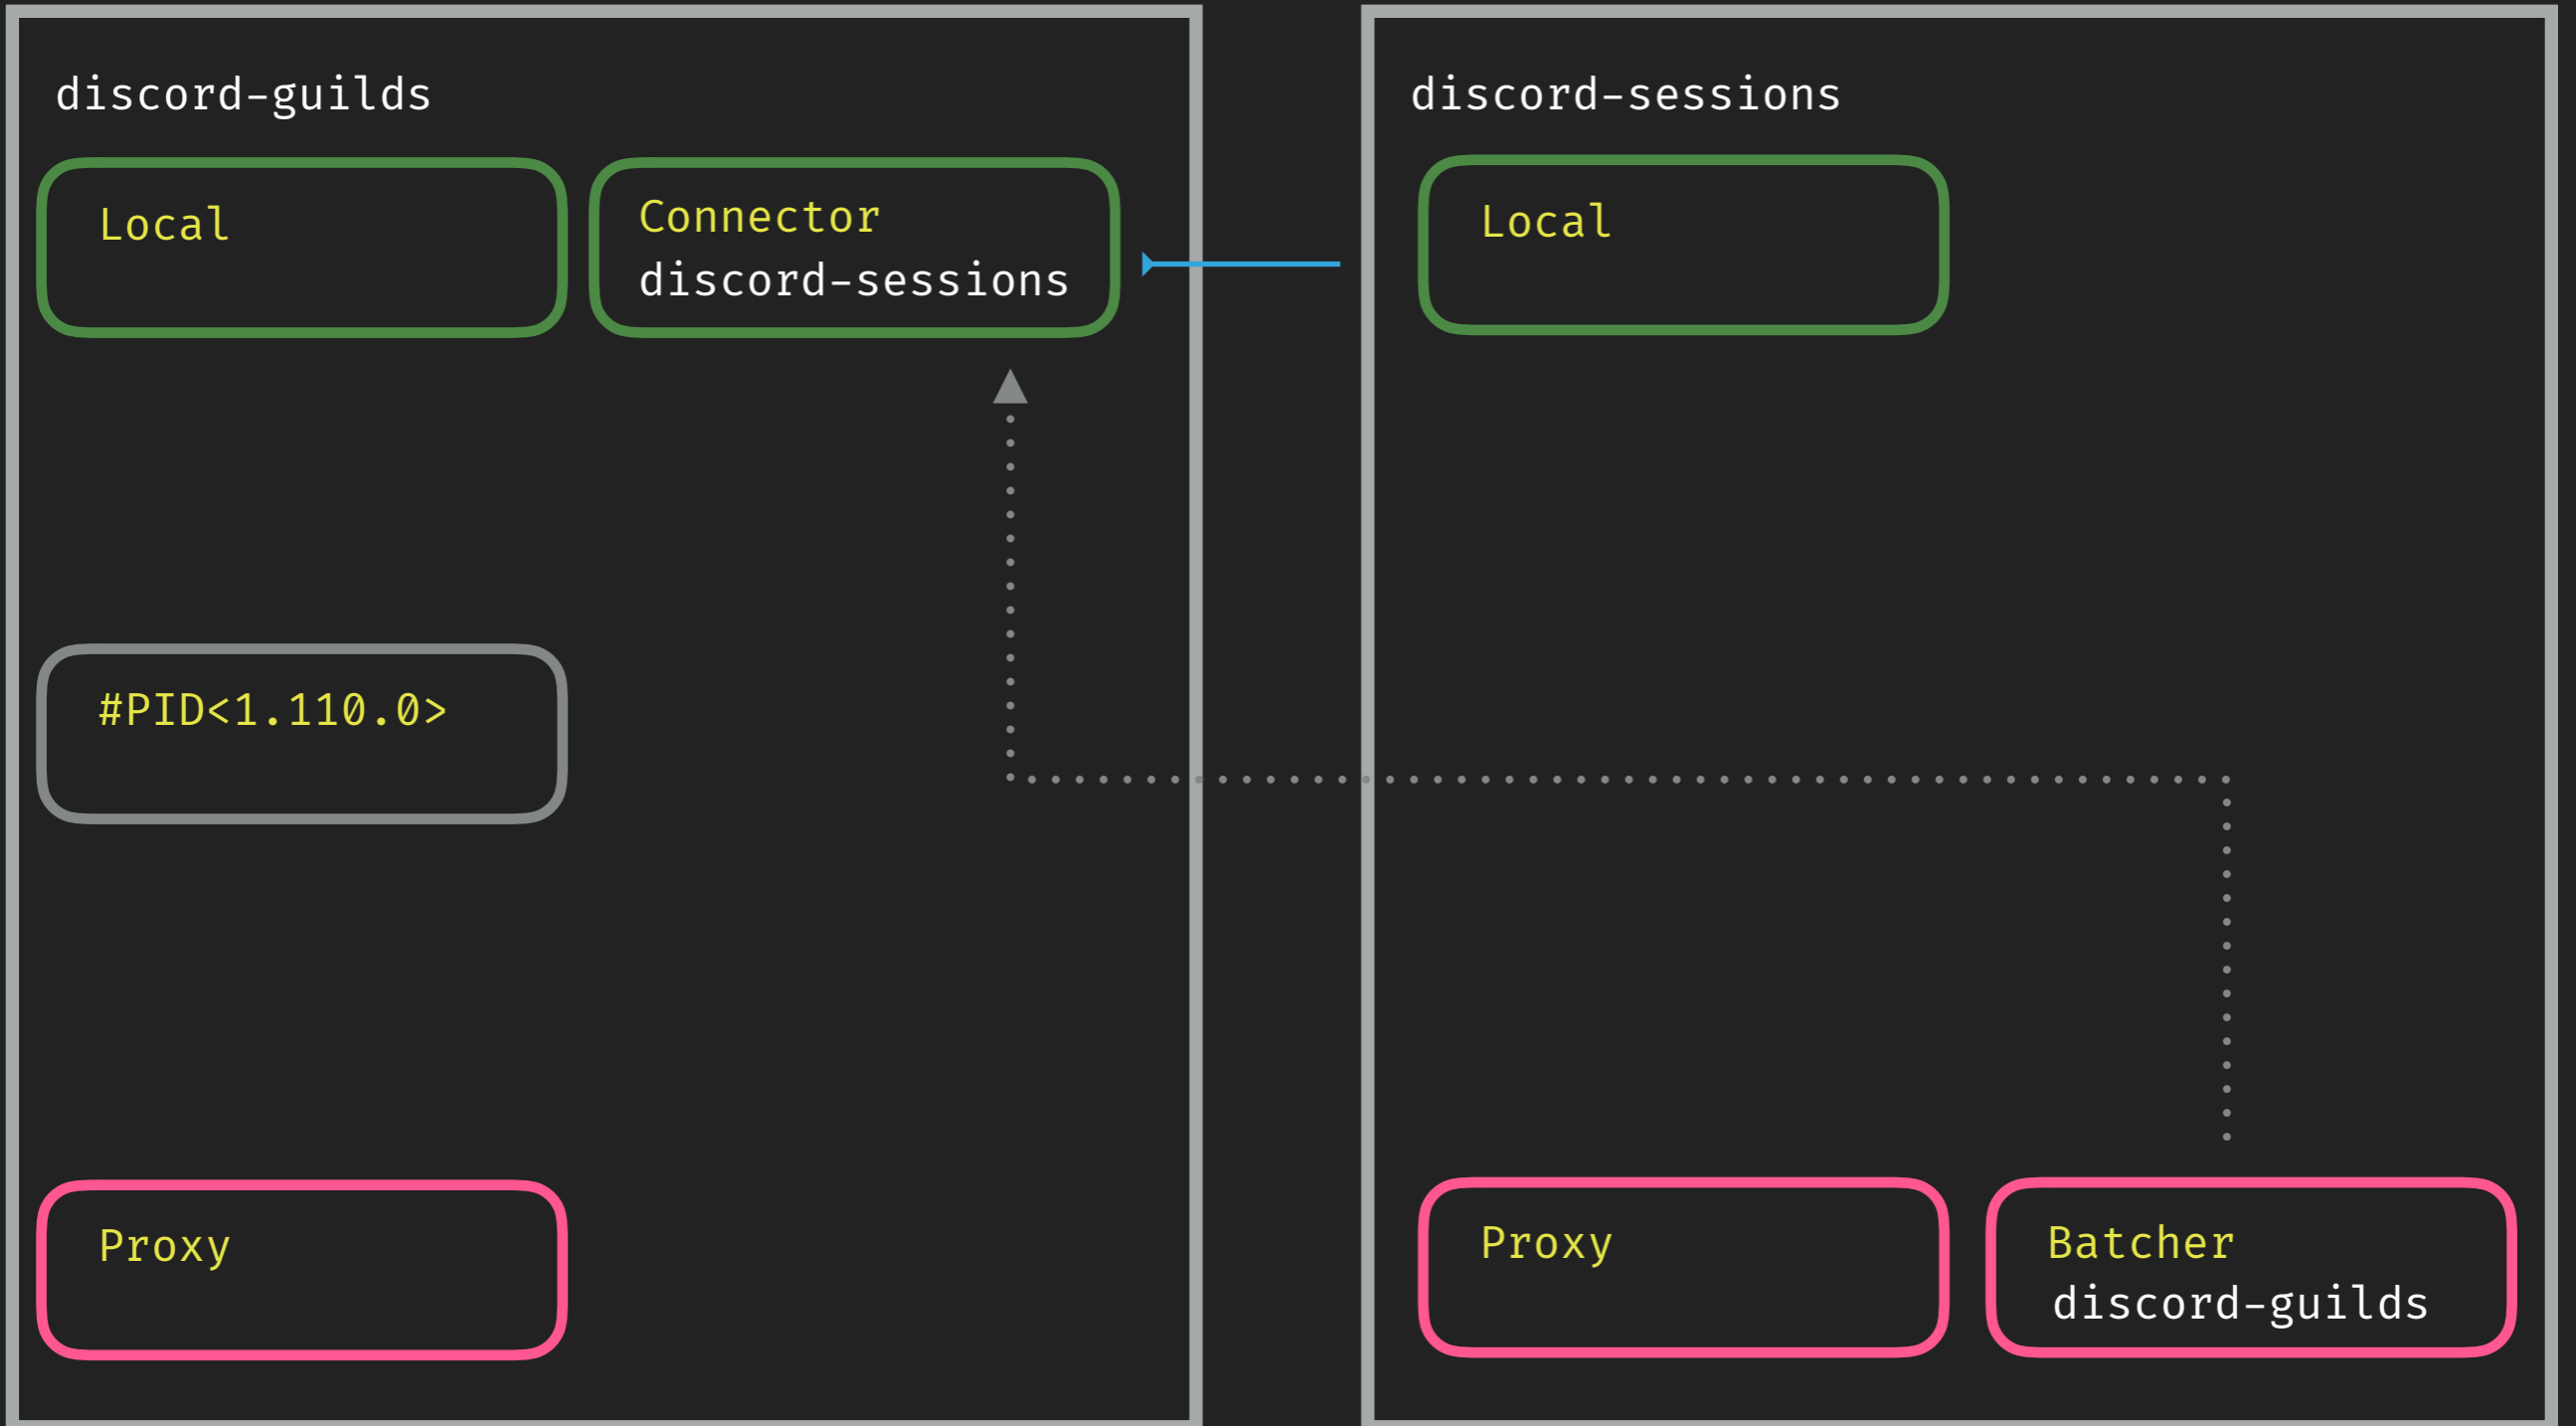 discord-guilds
Local
Connector
discord-sessions
#PID<1.110.0>
Proxy
discord-sessions
Local
Proxy
Batcher
discord-guilds